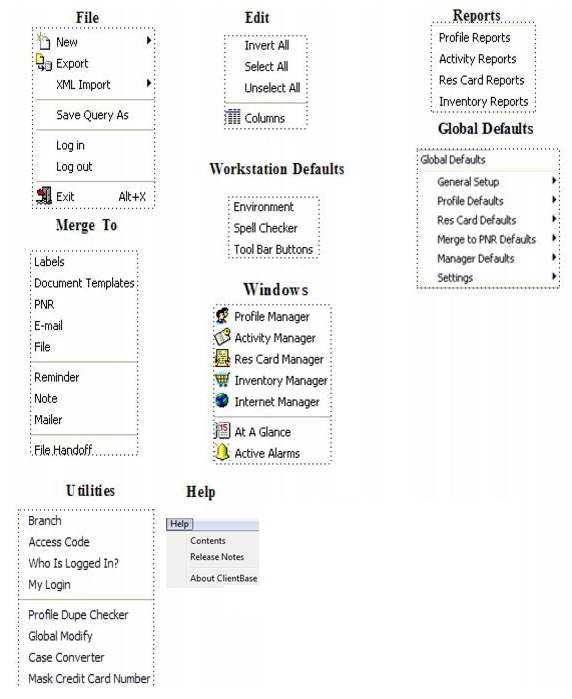 File
New
Export
XML Import
Save Query As
Log in
Log out
Exit Alt+X
Merge To
Labels
Document Templates
PNR
E-mail
File
Reminder
Note
Mailer
File Handoff
Edit
Invert All
Select All
Unselect All
Columns
Workstation Defaults
Environment
Spell Checker
Tool Bar Buttons
Windows
Profile Manager
Activity Manager
Res Card Manager
Inventory Manager
Internet Manager
15
At A Glance
Active Alarms
Reports
Profile Reports
Activity Reports
Res Card Reports
Inventory Reports
Global Defaults
Global Defaults
General Setup
Profile Defaults
Res Card Defaults
Merge to PNR Defaults
Manager Defaults
Settings
Utilities
Branch
Access Code
Who Is Logged In?
My Login
Profile Dupe Checker
Global Modify
Case Converter
Mask Credit Card Number
Help
Help
Contents
Release Notes
About ClientBase